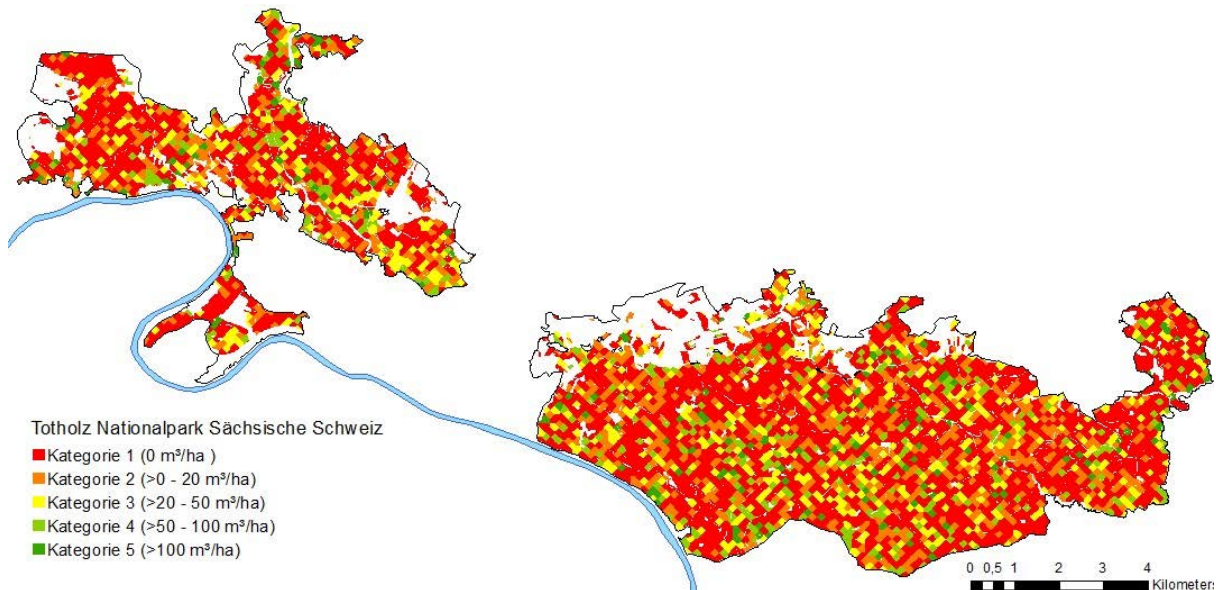 Totholz Nationalpark Sächsische Schweiz
Kategorie 1 (0 m³/ha )
Kategorie 2 (>0 - 20 m³/ha)
Kategorie 3 (>20 - 50 m³/ha)
Kategorie 4 (>50 - 100 m³/ha)
Kategorie 5 (>100 m³/ha)
0 0,5 1 2 3 4
Kilometers